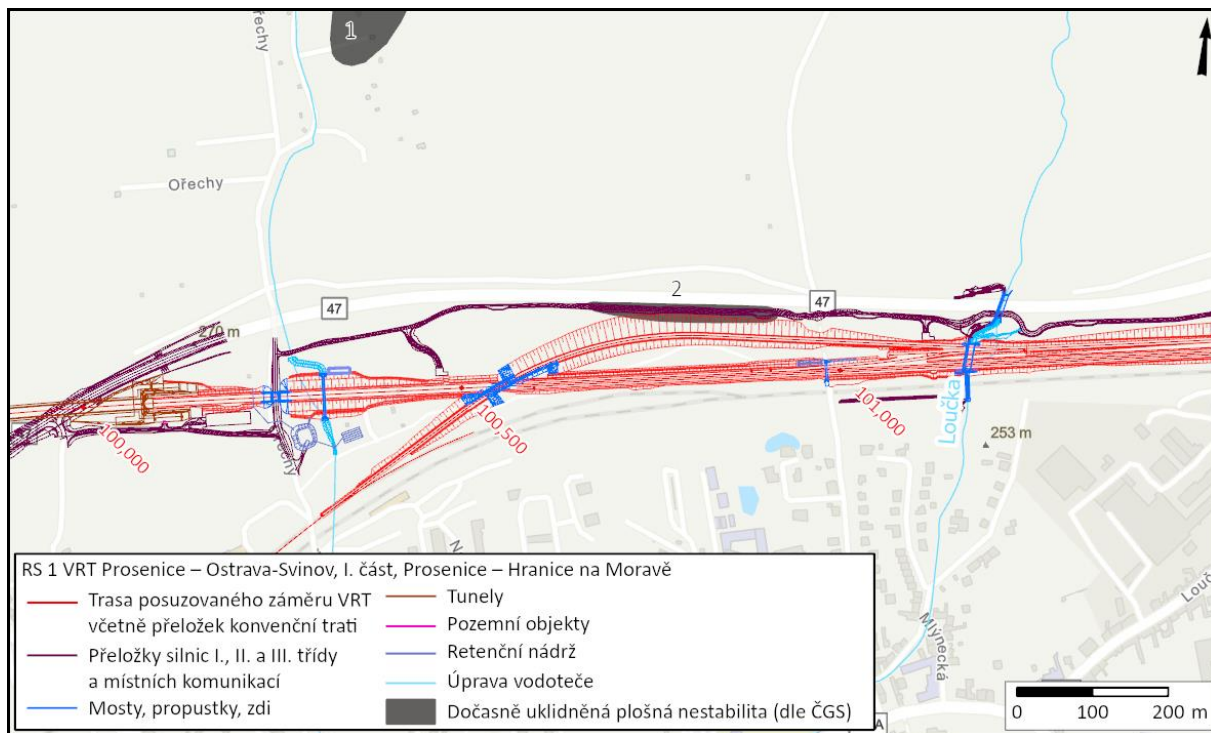 1
Ořechy
Ořechy
47
2
47
270 m
100,000
100,500
101,000
Loučka
253 m
Mlýnecká
RS 1 VRT Prosenice – Ostrava-Svinov, I. část, Prosenice – Hranice na Moravě
Trasa posuzovaného záměru VRT
včetně přeložek konvenční trati
Přeložky silnic I., II. a III. třídy
a místních komunikací
Mosty, propustky, zdi
Tunely
Pozemní objekty
Retenční nádrž
Úprava vodoteče
Dočasně uklidněná plošná nestabilita (dle ČGS)
0 100 200 m